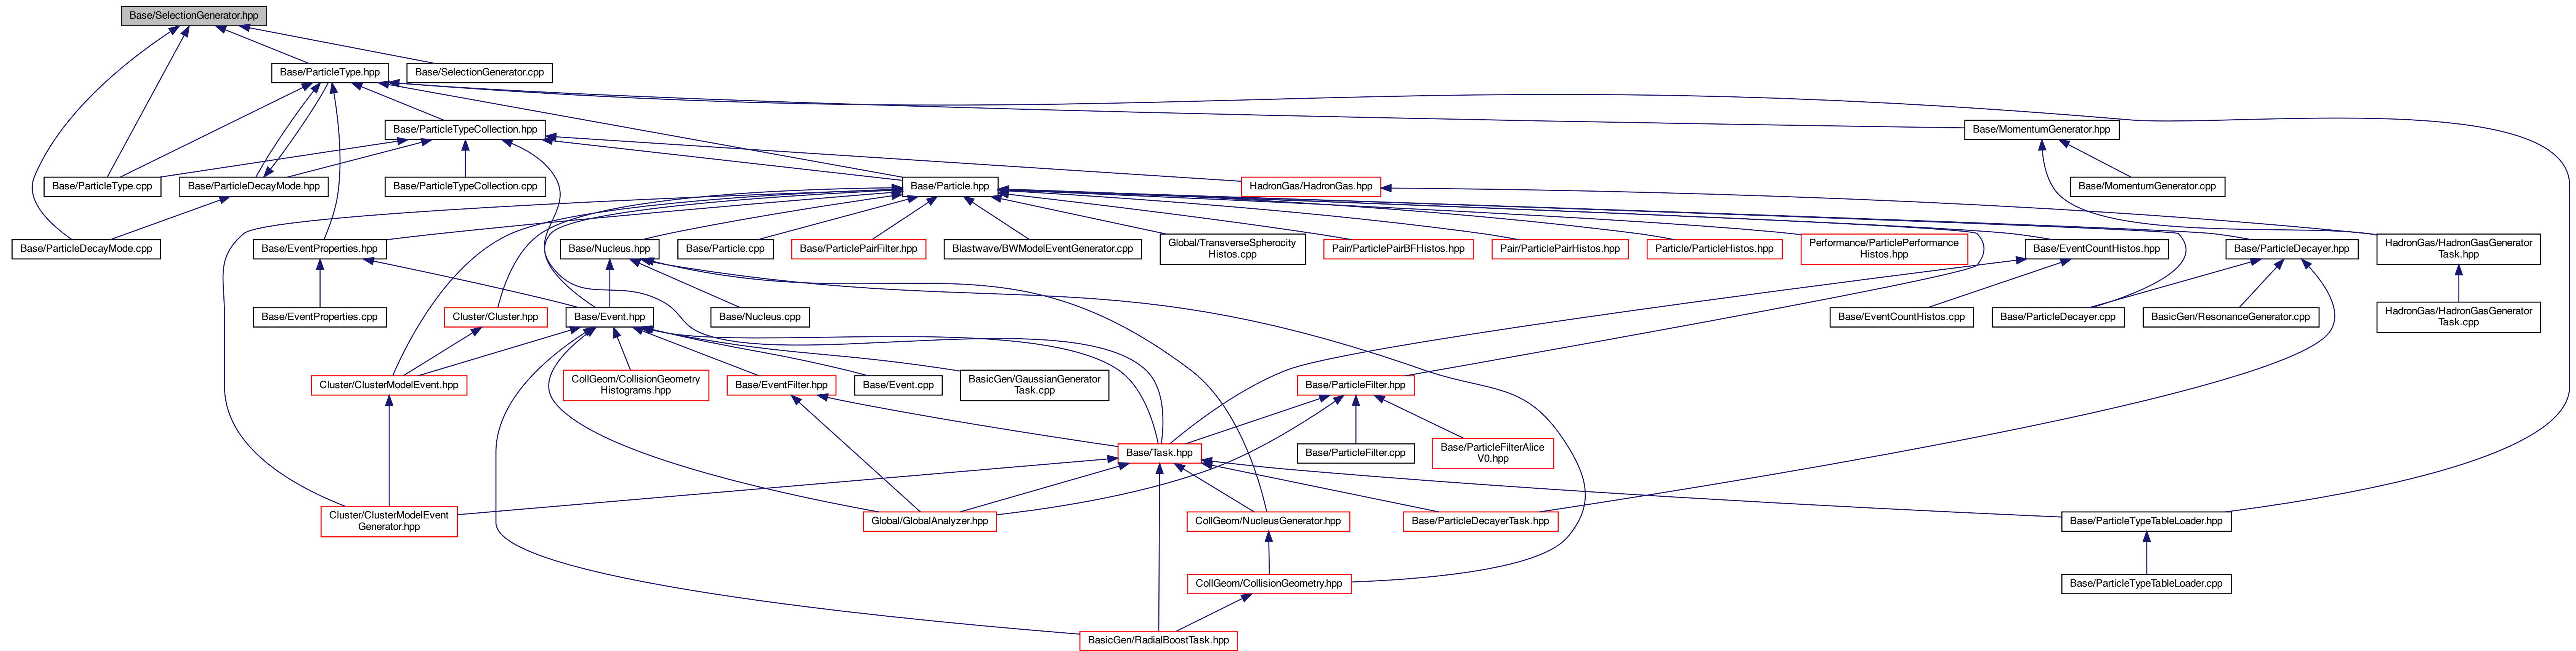 Base/SelectionGenerator.hpp
Base/ParticleType.hpp
Base/SelectionGenerator.cpp
Base/ParticleTypeCollection.hpp
Base/MomentumGenerator.hpp
Base/ParticleType.cpp
Base/ParticleDecayMode.hpp
Base/ParticleTypeCollection.cpp
Base/Particle.hpp
HadronGas/HadronGas.hpp
Base/MomentumGenerator.cpp
Base/ParticleDecayMode.cpp
Base/EventProperties.hpp
Base/Nucleus.hpp
Base/Particle.cpp
Base/ParticlePairFilter.hpp
Blastwave/BWModelEventGenerator.cpp
Global/TransverseSpherocity
Histos.cpp
Pair/ParticlePairBFHistos.hpp
Pair/ParticlePairHistos.hpp
Particle/ParticleHistos.hpp
Performance/ParticlePerformance
Histos.hpp
Base/EventCountHistos.hpp
Base/ParticleDecayer.hpp
HadronGas/HadronGasGenerator
Task.hpp
Base/EventProperties.cpp
Cluster/Cluster.hpp
Base/Event.hpp
Base/Nucleus.cpp
Base/EventCountHistos.cpp
Base/ParticleDecayer.cpp
BasicGen/ResonanceGenerator.cpp
HadronGas/HadronGasGenerator
Task.cpp
Cluster/ClusterModelEvent.hpp
CollGeom/CollisionGeometry
Histograms.hpp
Base/EventFilter.hpp
Base/Event.cpp
BasicGen/GaussianGenerator
Task.cpp
Base/ParticleFilter.hpp
Base/Task.hpp
Base/ParticleFilter.cpp
Base/ParticleFilterAlice
V0.hpp
Cluster/ClusterModelEvent
Generator.hpp
Global/GlobalAnalyzer.hpp
CollGeom/NucleusGenerator.hpp
Base/ParticleDecayerTask.hpp
Base/ParticleTypeTableLoader.hpp
CollGeom/CollisionGeometry.hpp
Base/ParticleTypeTableLoader.cpp
BasicGen/RadialBoostTask.hpp